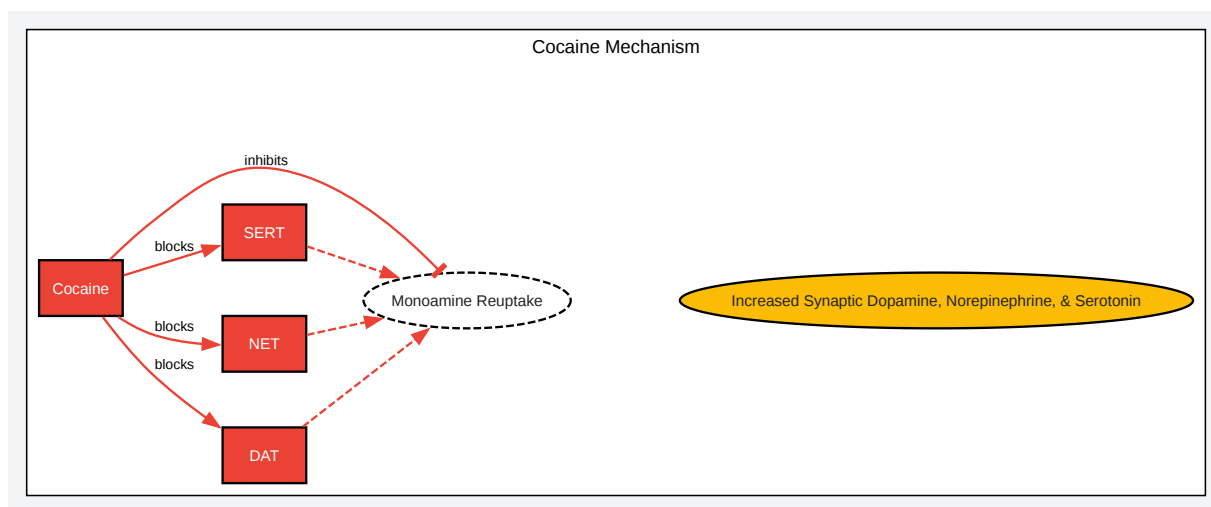 Cocaine Mechanism
inhibits
SERT
blocks
Cocaine
Monoamine Reuptake
Increased Synaptic Dopamine, Norepinephrine, & Serotonin
blocks
NET
blocks
DAT